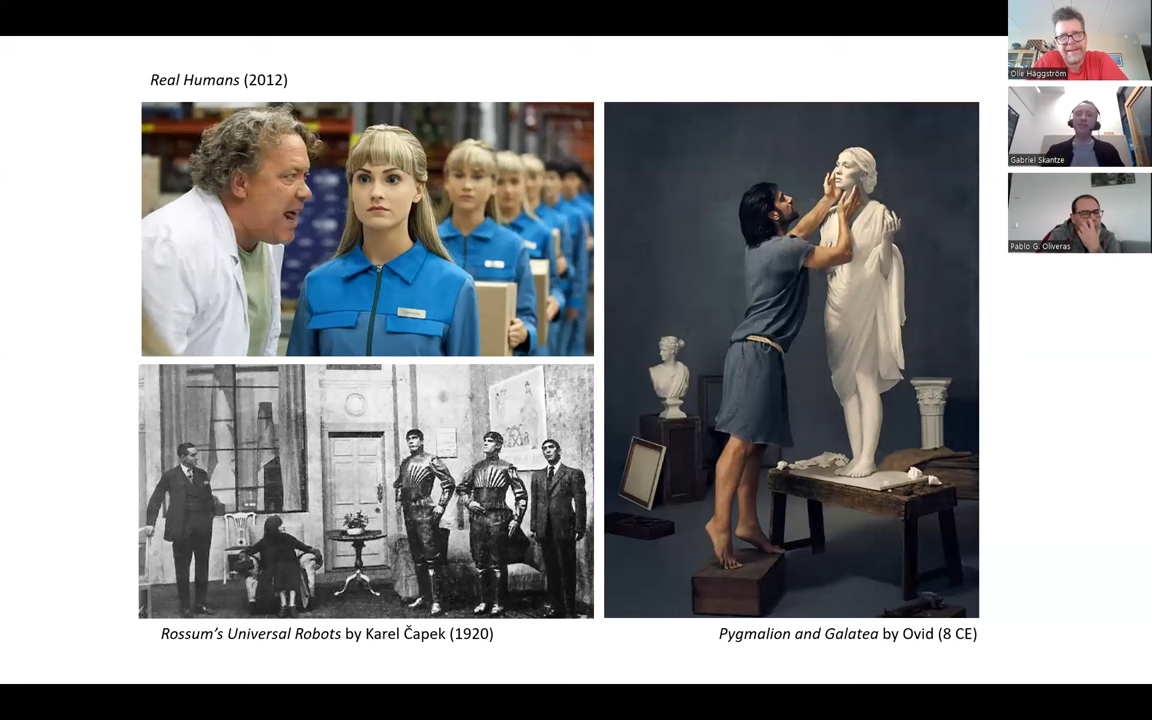 Real Humans (2012)
Rossum's Universal Robots by Karel Čapek (1920)
Pygmalion and Galatea by Ovid (8 CE)
Olle Häggström
Gabriel Skantze
Pablo G. Oliveras